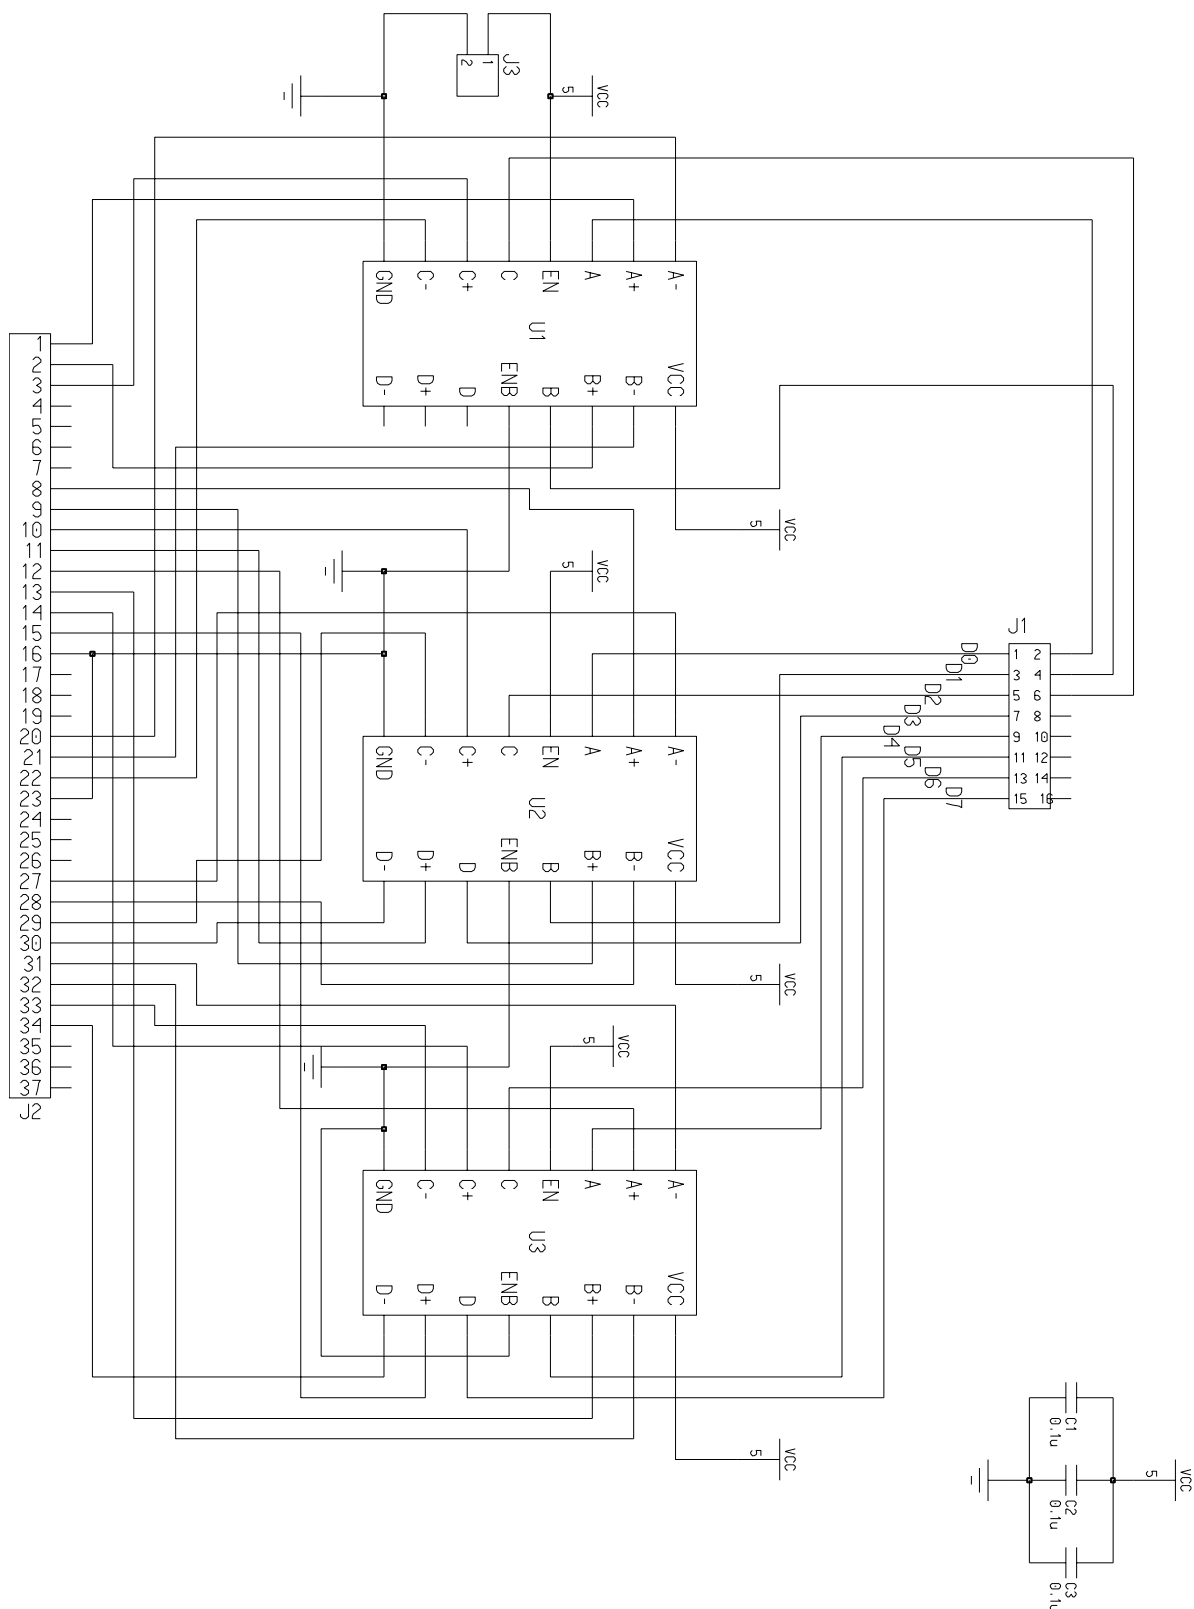 J3
1
2
5
VCC
GND
C-
C+
C
EN
A
A+
A-
U1
D-
D+
D
ENB
B
B+
B-
VCC
5
VCC
5
VCC
J2
1
2
3
4
5
6
7
8
9
10
11
12
13
14
15
16
17
18
19
20
21
22
23
24
25
26
27
28
29
30
31
32
33
34
35
36
37
J1
1 2
3 4
5 6
7 8
9 10
11 12
13 14
15 16
D0
D1
D2
D3
D4
D5
D6
D7
GND
C-
C+
C
EN
A
A+
A-
U2
D-
D+
D
ENB
B
B+
B-
VCC
5
VCC
5
VCC
GND
C-
C+
C
EN
A
A+
A-
U3
D-
D+
D
ENB
B
B+
B-
VCC
5
VCC
C1
0.1u
C2
0.1u
C3
0.1u
5
VCC